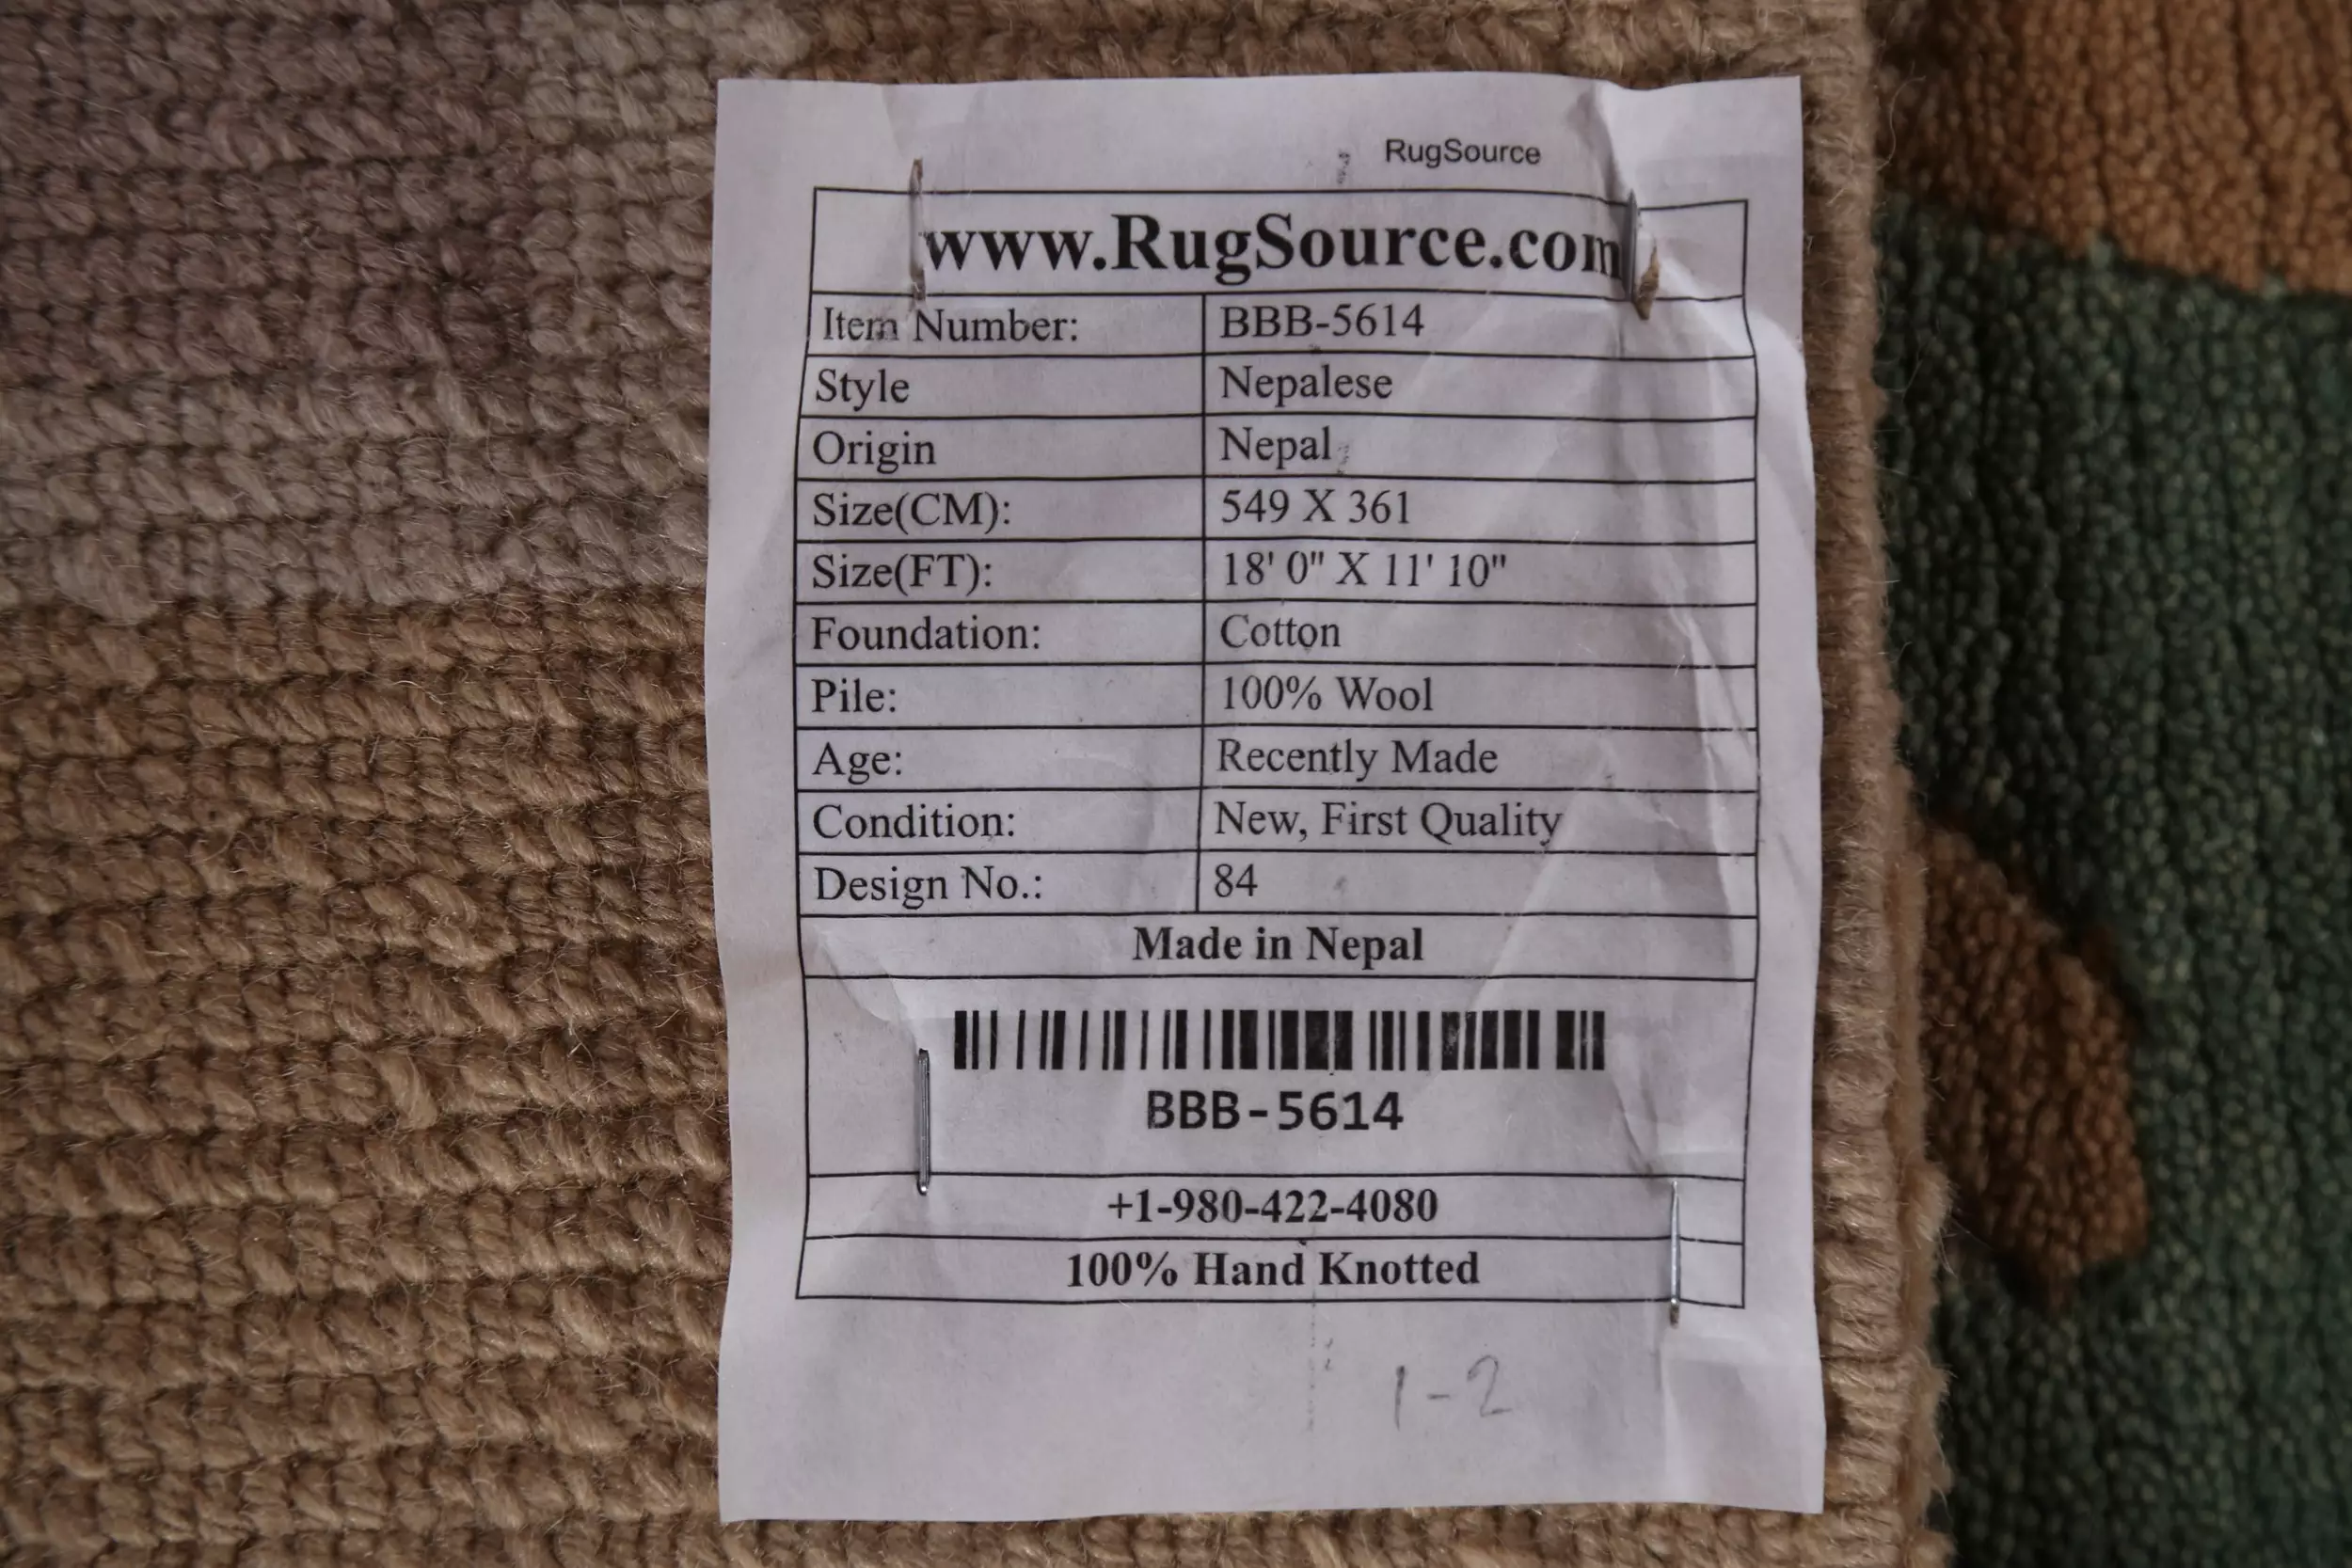 RugSource
www.RugSource.com
Item Number: BBB-5614
Style Nepalese
Origin Nepal
Size(CM): 549 X 361
Size(FT): 18' 0" X 11' 10"
Foundation: Cotton
Pile: 100% Wool
Age: Recently Made
Condition: New, First Quality
Design No.: 84
Made in Nepal
BBB-5614
+1-980-422-4080
100% Hand Knotted
1-2